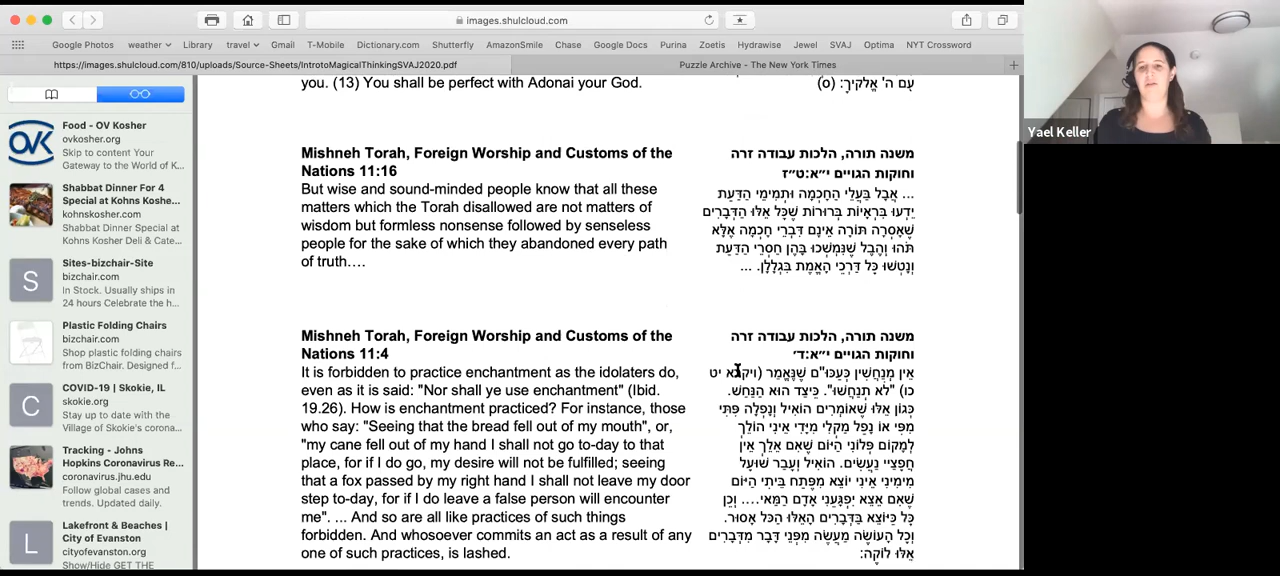 images.shulcloud.com
Google Photos weather Library travel Gmail T-Mobile Dictionary.com Shutterfly AmazonSmile Chase Google Docs Purina Zoetis Hydrawise Jewel SVAJ Optima NYT Crossword
https://images.shulcloud.com/810/uploads/Source-Sheets/IntrotoMagicalThinkingSVAJ2020.pdf
Puzzle Archive - The New York Times
Food - OV Kosher
ovkosher.org
Skip to content Your
Gateway to the World of K...
Shabbat Dinner For 4
Special at Kohns Koshe...
kohnskosher.com
Shabbat Dinner Special at
Kohns Kosher Deli & Cate...
S
Sites-bizchair-Site
bizchair.com
In Stock. Usually ships in
24 hours Celebrate the h...
Plastic Folding Chairs
bizchair.com
Shop plastic folding chairs
from BizChair. Designed f...
C
COVID-19 | Skokie, IL
skokie.org
Stay up to date with the
Village of Skokie's corona...
Tracking - Johns
Hopkins Coronavirus Re...
coronavirus.jhu.edu
Follow global cases and
trends. Updated daily.
L
Lakefront & Beaches |
City of Evanston
cityofevanston.org
Show/Hide GET THE
you. (13) You shall be perfect with Adonai your God.
עִם ה' אֱלֹקֶיךָ: (ס)
Mishneh Torah, Foreign Worship and Customs of the
Nations 11:16
But wise and sound-minded people know that all these
matters which the Torah disallowed are not matters of
wisdom but formless nonsense followed by senseless
people for the sake of which they abandoned every path
of truth....
משנה תורה, הלכות עבודה זרה
וחוקות הגויים י״א:ט״ז
... אֲבָל בַּעֲלֵי הַחָכְמָה וּתְמִימֵי הַדַּעַת
יֵדְעוּ בִּרְאָיוֹת בְּרוּרוֹת שֶׁכָּל אֵלּוּ הַדְּבָרִים
שֶׁאָסְרָה תּוֹרָה אֵינָם דִּבְרֵי חָכְמָה אֶלָּא
תֹּהוּ וְהֶבֶל שֶׁנִּמְשְׁכוּ בָּהֶן חַסְרֵי הַדַּעַת
וְנָטְשׁוּ כָּל דַּרְכֵי הָאֱמֶת בִּגְלָלָן. ...
Mishneh Torah, Foreign Worship and Customs of the
Nations 11:4
It is forbidden to practice enchantment as the idolaters do,
even as it is said: "Nor shall ye use enchantment" (Ibid.
19.26). How is enchantment practiced? For instance, those
who say: "Seeing that the bread fell out of my mouth", or,
"my cane fell out of my hand I shall not go to-day to that
place, for if I do go, my desire will not be fulfilled; seeing
that a fox passed by my right hand I shall not leave my door
step to-day, for if I do leave a false person will encounter
me". ... And so are all like practices of such things
forbidden. And whosoever commits an act as a result of any
one of such practices, is lashed.
משנה תורה, הלכות עבודה זרה
וחוקות הגויים י״א:ד׳
אֵין מְנַחֲשִׁין כְּעַכּוּ"ם שֶׁנֶּאֱמַר (ויקרא יט
כו) "לֹא תְנַחֲשׁוּ". כֵּיצַד הוּא הַנַּחַשׁ.
כְּגוֹן אֵלּוּ שֶׁאוֹמְרִים הוֹאִיל וְנָפְלָה פִּתִּי
מִפִּי אוֹ נָפַל מַקְלִי מִיָּדִי אֵינִי הוֹלֵךְ
לְמָקוֹם פְּלוֹנִי הַיּוֹם שֶׁאִם אֵלֵךְ אֵין
חֲפָצַיי נַעֲשִׂים. הוֹאִיל וְעָבַר שׁוּעָל
מִימִינִי אֵינִי יוֹצֵא מִפֶּתַח בֵּיתִי הַיּוֹם
שֶׁאִם אֵצֵא יִפְגָּעֵנִי אָדָם רַמַּאי.... וְכֵן
כָּל כַּיּוֹצֵא בַּדְּבָרִים הָאֵלּוּ הַכּל אָסוּר.
וְכָל הָעוֹשֶׂה מַעֲשֶׂה מִפְּנֵי דָּבָר מִדְּבָרִים
אֵלּוּ לוֹקֶה:
Yael Keller